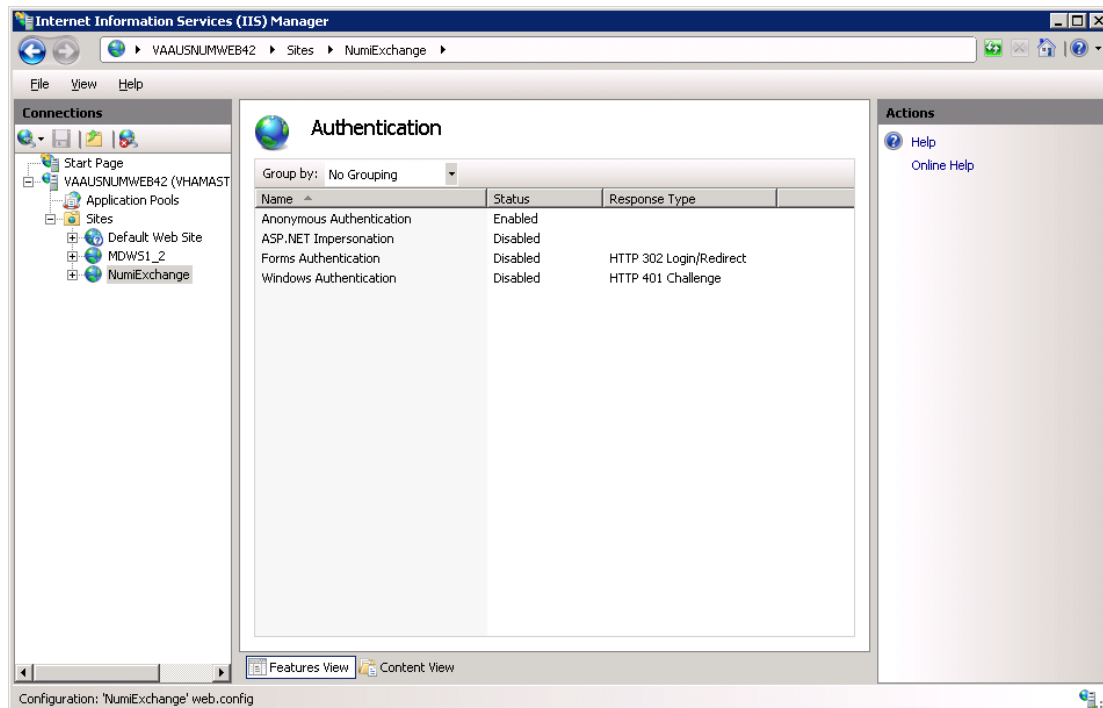 Internet Information Services (IIS) Manager
VAAUSNUMWEB42 Sites NumiExchange
File View Help
Connections
Start Page
VAAUSNUMWEB42 (VHAMAST
Application Pools
Sites
Default Web Site
MDWS1_2
NumiExchange
Authentication
Group by: No Grouping
Name Status Response Type
Anonymous Authentication Enabled
ASP.NET Impersonation Disabled
Forms Authentication Disabled HTTP 302 Login/Redirect
Windows Authentication Disabled HTTP 401 Challenge
Features View Content View
Actions
Help
Online Help
Configuration: 'NumiExchange' web.config